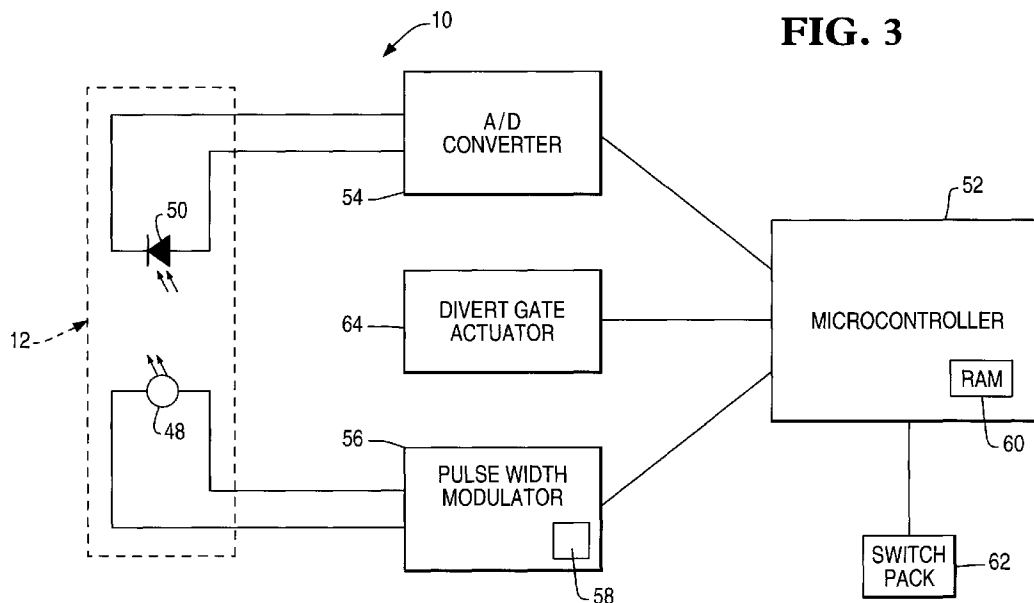 10
FIG. 3
A/D
CONVERTER
54
50
52
12
64
DIVERT GATE
ACTUATOR
MICROCONTROLLER
RAM
60
48
56
PULSE WIDTH
MODULATOR
58
SWITCH
PACK
62